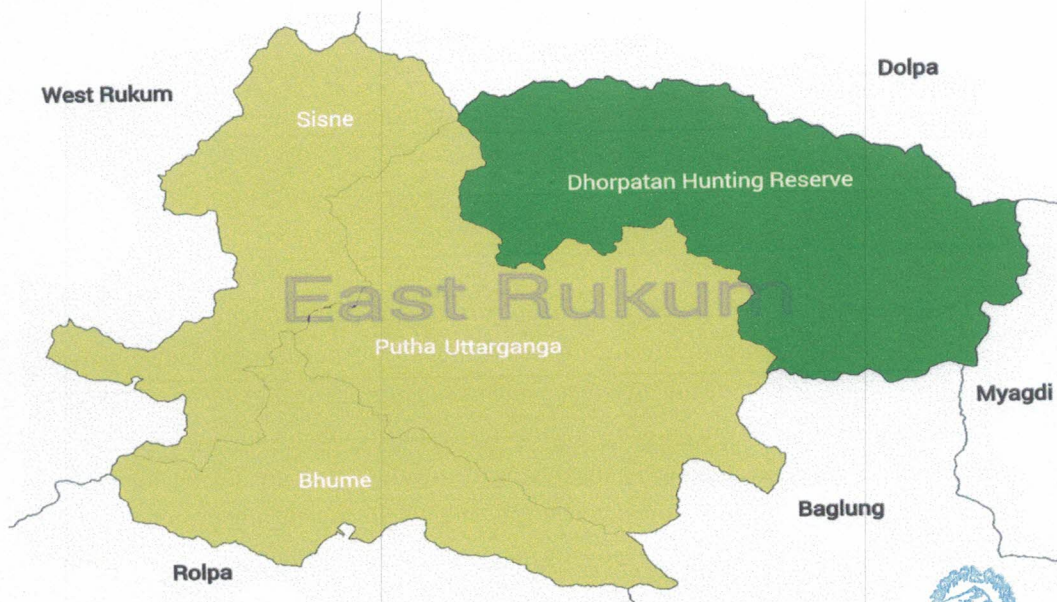 Dolpa
West Rukum
Sisne
Dhorpatan Hunting Reserve
East Rukum
Putha Uttarganga
Myagdi
Bhume
Baglung
Rolpa